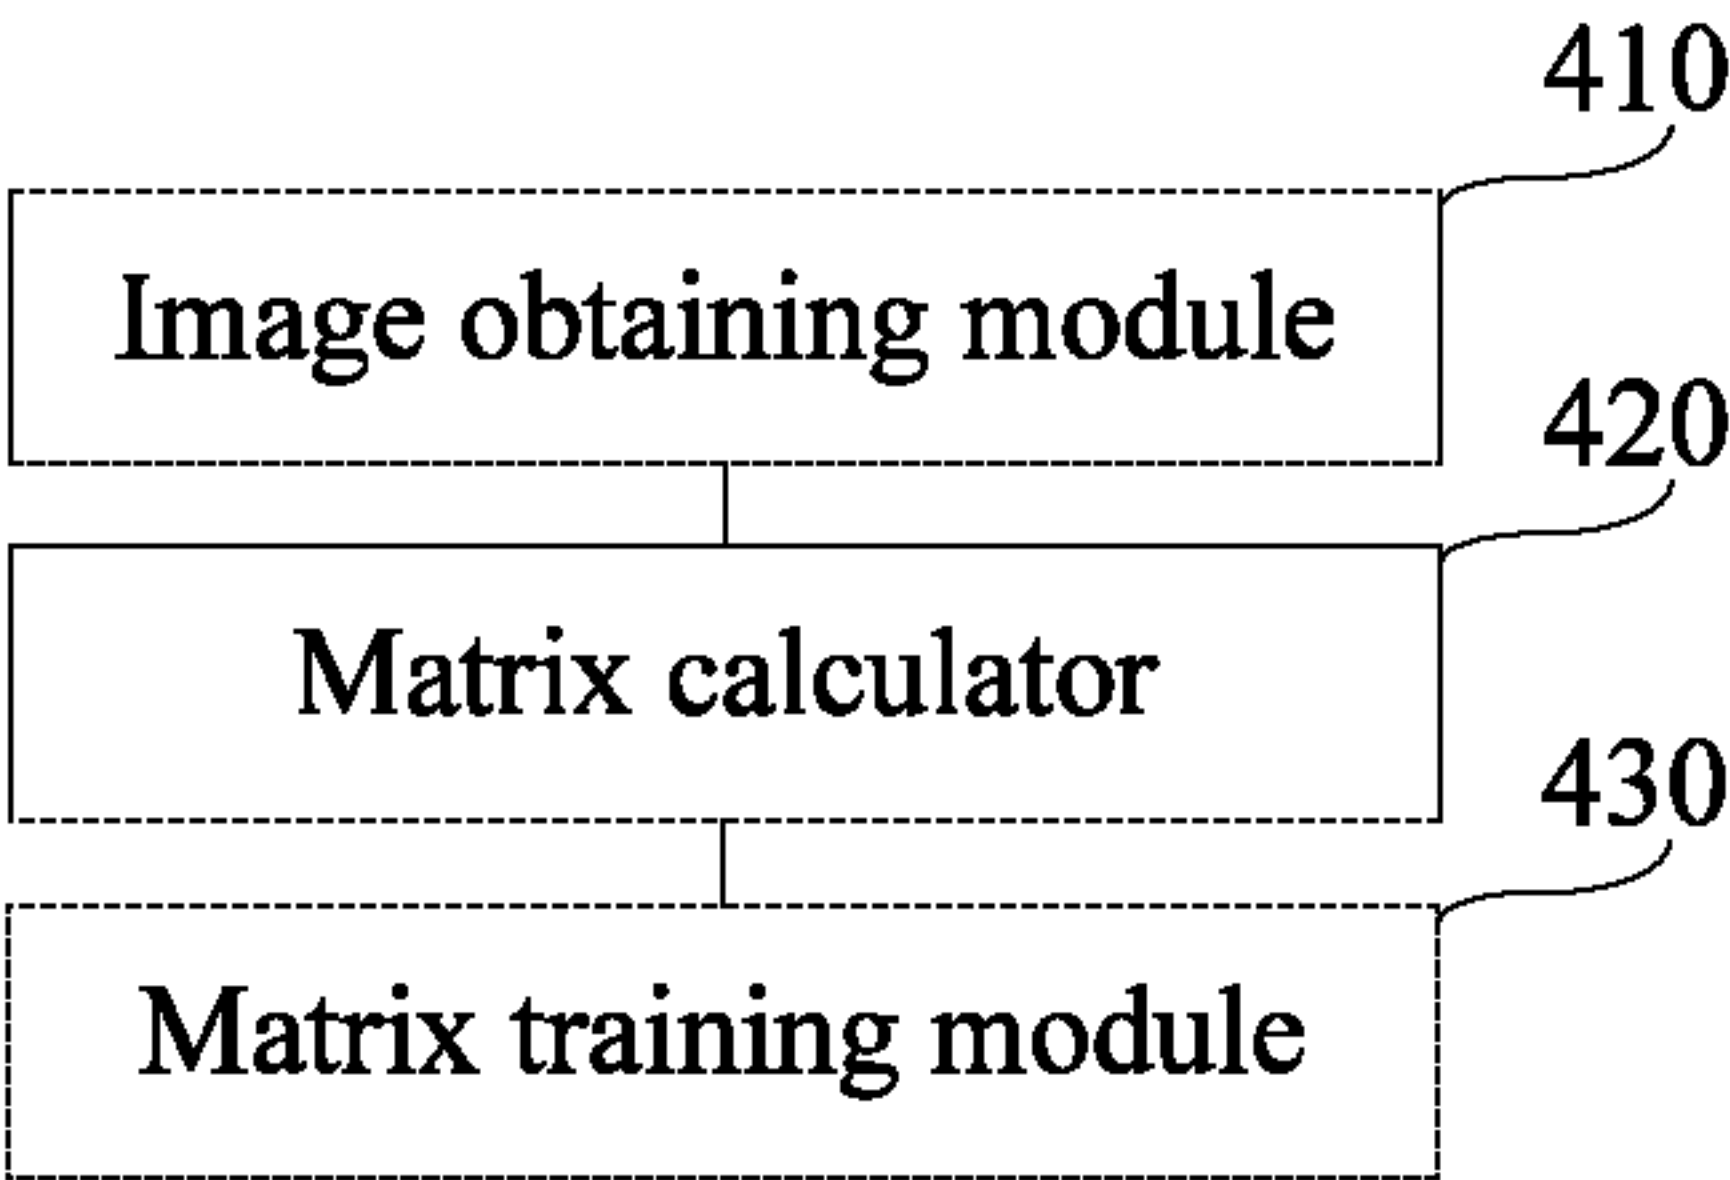 410
Image obtaining module
420
Matrix calculator
430
Matrix training module